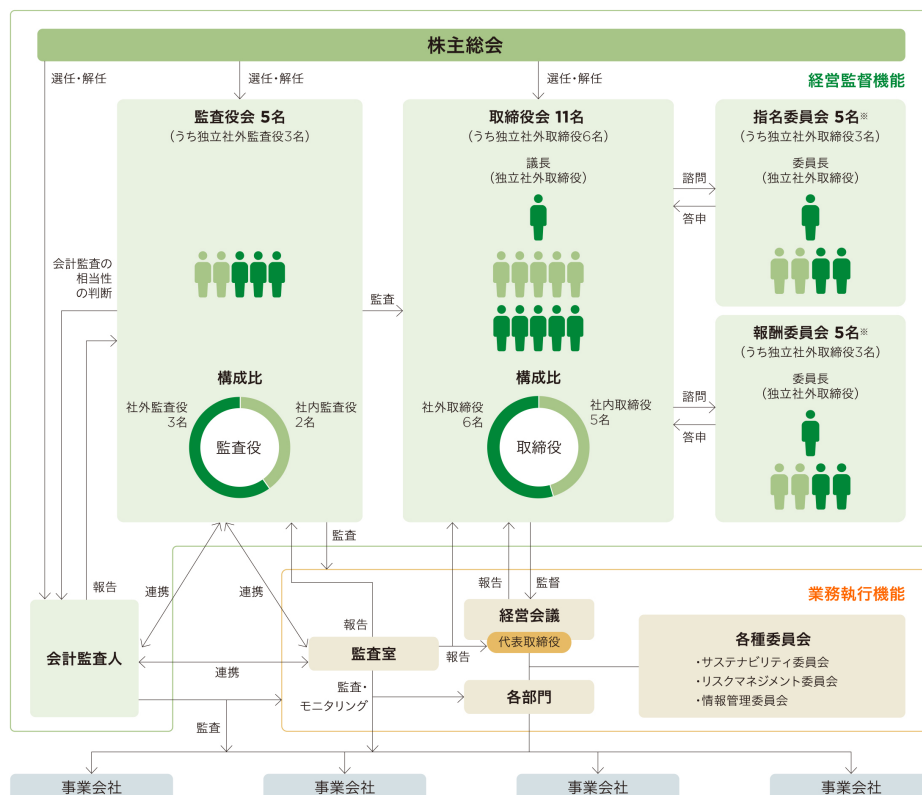 株主総会
選任・解任
選任・解任
選任・解任
経営監督機能
監査役会 5名
(うち独立社外監査役3名)
取締役会 11名
(うち独立社外取締役6名)
議長
(独立社外取締役)
指名委員会 5名※
(うち独立社外取締役3名)
委員長
(独立社外取締役)
諮問
答申
会計監査の
相当性
の判断
監査
報酬委員会 5名※
(うち独立社外取締役3名)
委員長
(独立社外取締役)
諮問
答申
構成比
社外監査役
3名
社内監査役
2名
監査役
構成比
社外取締役
6名
社内取締役
5名
取締役
監査
報告
連携
連携
報告
監督
業務執行機能
会計監査人
報告
監査室
連携
報告
経営会議
代表取締役
各種委員会
・サステナビリティ委員会
・リスクマネジメント委員会
・情報管理委員会
監査・
モニタリング
各部門
監査
事業会社
事業会社
事業会社
事業会社